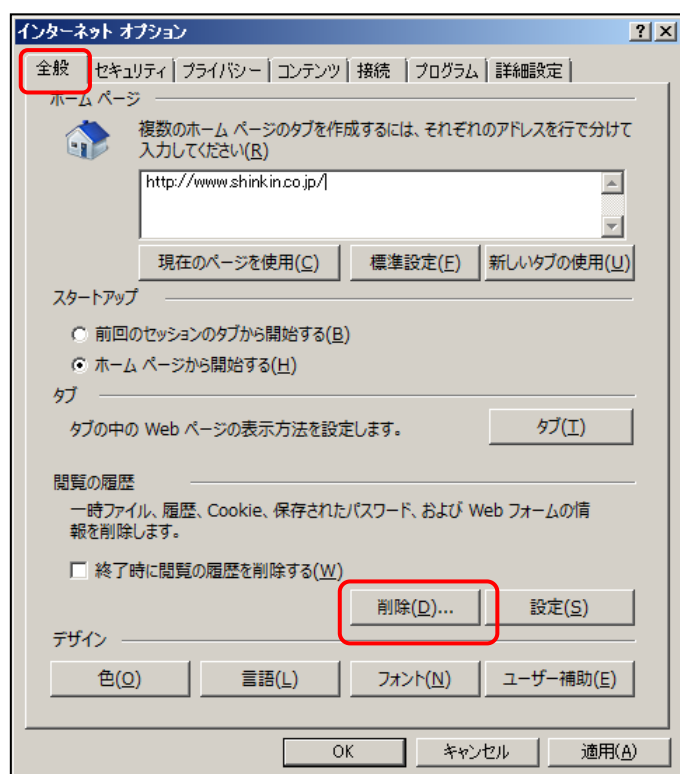 インターネット オプション
全般 セキュリティ プライバシー コンテンツ 接続 プログラム 詳細設定
ホーム ページ
複数のホーム ページのタブを作成するには、それぞれのアドレスを行で分けて
入力してください(R)
http://www.shinkin.co.jp/
現在のページを使用(C) 標準設定(F) 新しいタブの使用(U)
スタートアップ
前回のセッションのタブから開始する(B)
ホーム ページから開始する(H)
タブ
タブの中の Web ページの表示方法を設定します。 タブ(T)
閲覧の履歴
一時ファイル、履歴、Cookie、保存されたパスワード、および Web フォームの情
報を削除します。
終了時に閲覧の履歴を削除する(W)
削除(D)... 設定(S)
デザイン
色(O) 言語(L) フォント(N) ユーザー補助(E)
OK キャンセル 適用(A)